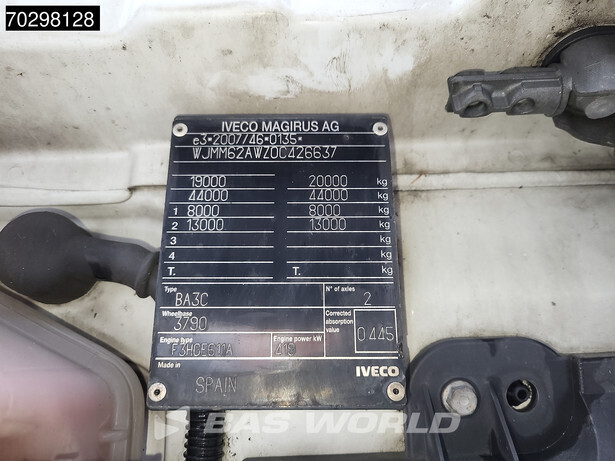 70298128
IVECO MAGIRUS AG
e3*2007/46*0135*
WJMM62AWZ0C426637
19000 20000 kg
44000 44000 kg
1 8000 8000 kg
2 13000 13000 kg
3 kg
4 kg
T. T. kg
Type BA3C N° of axles 2
Wheelbase 3790 Corrected absorption value 0.445
Engine type F3HCE611A Engine power kW
Made in SPAIN IVECO
BAS WORLD